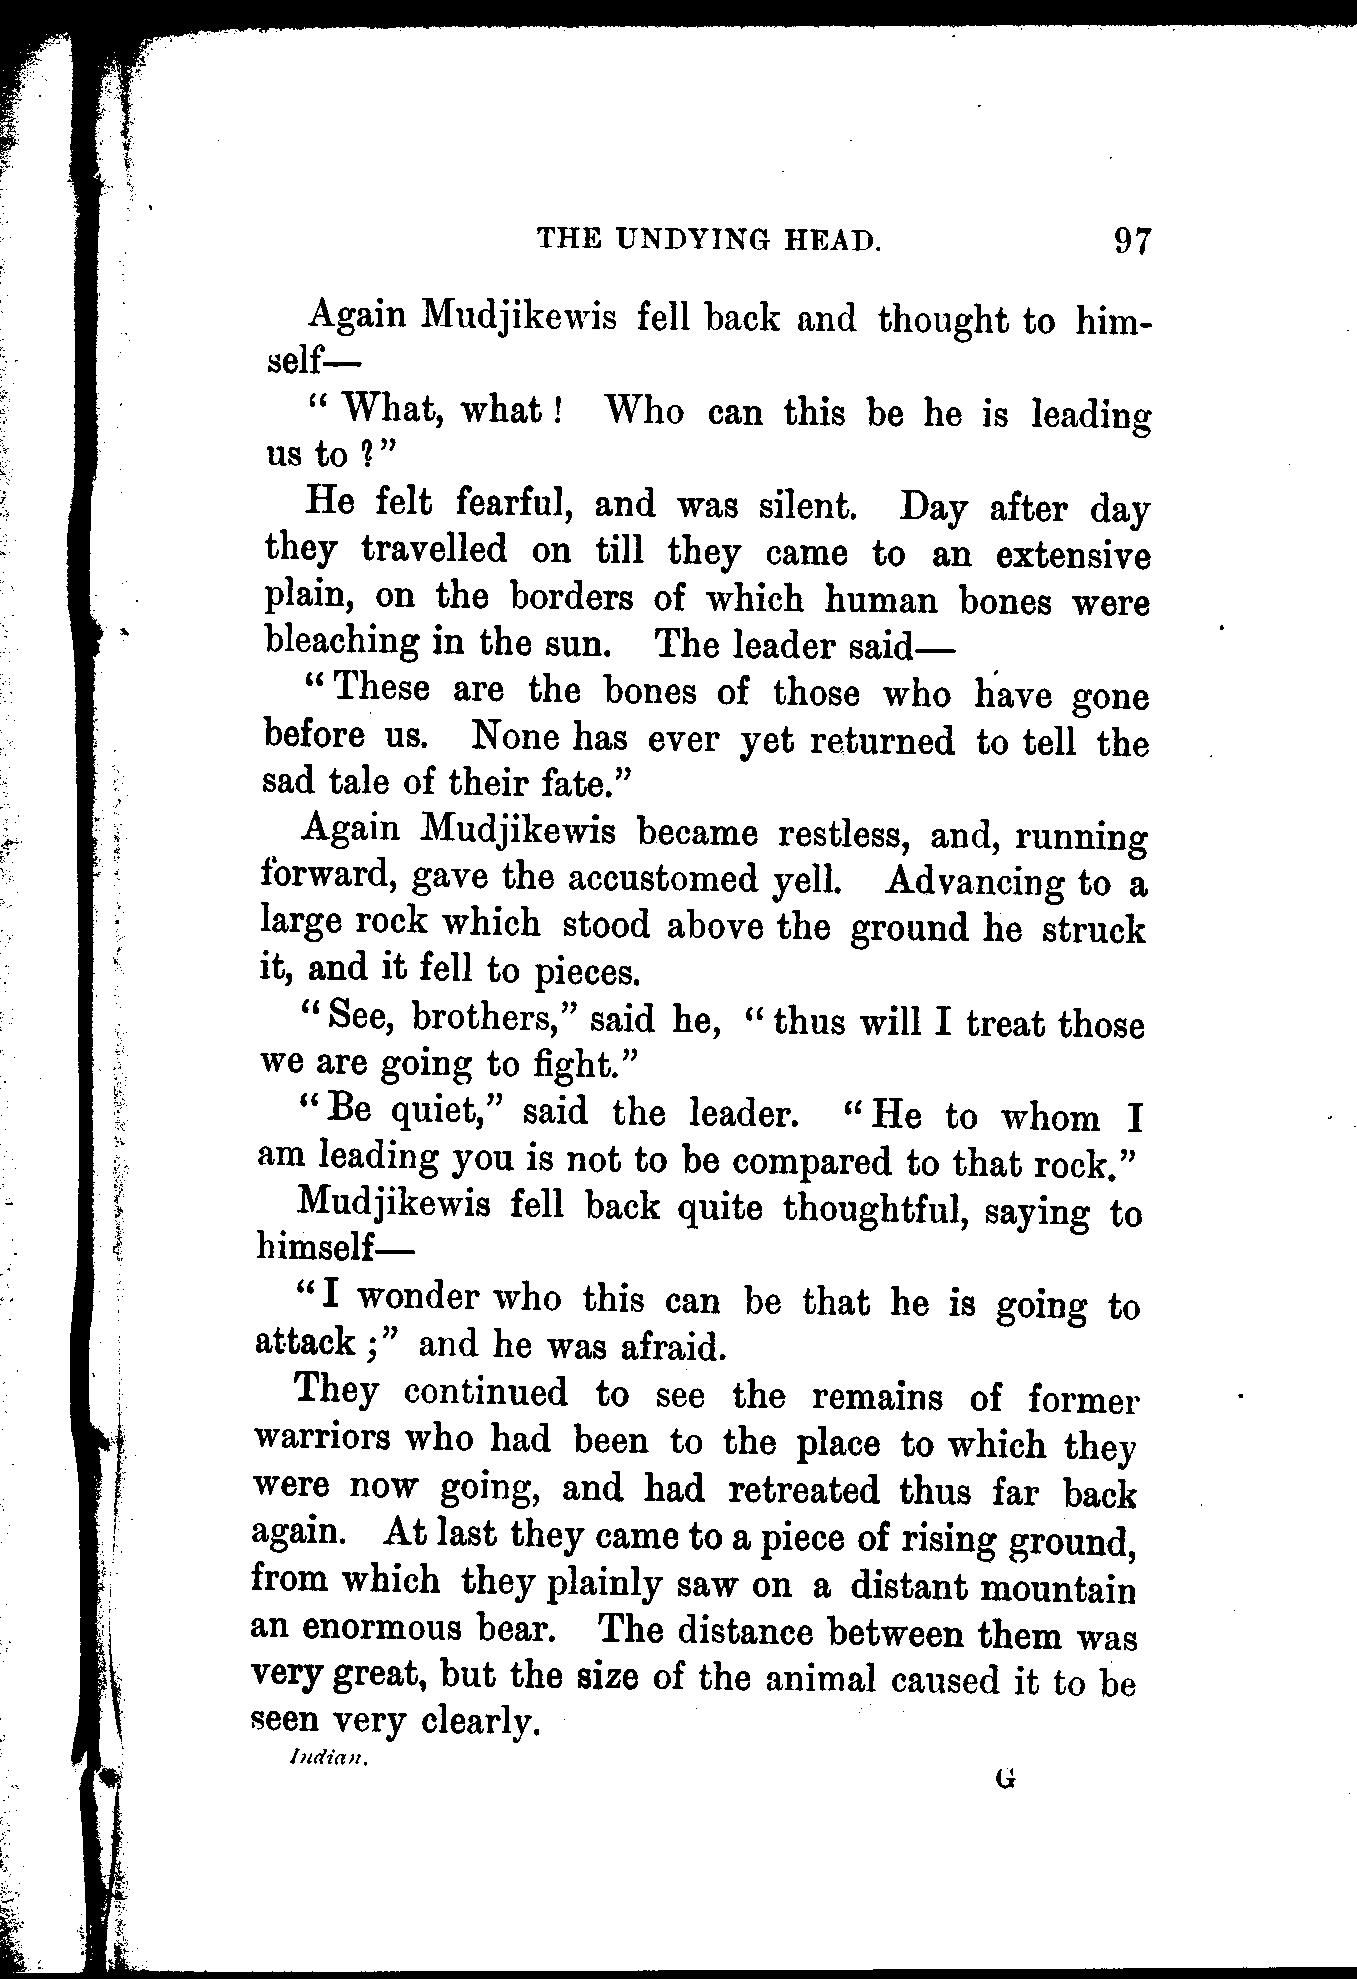 THE UNDYING HEAD. 97
Again Mudjikewis fell back and thought to him-
self—
“ What, what ! Who can this be he is leading
us to ?”
He felt fearful, and was silent. Day after day
they travelled on till they came to an extensive
plain, on the borders of which human bones were
bleaching in the sun. The leader said—
“ These are the bones of those who have gone
before us. None has ever yet returned to tell the
sad tale of their fate.”
Again Mudjikewis became restless, and, running
forward, gave the accustomed yell. Advancing to a
large rock which stood above the ground he struck
it, and it fell to pieces.
“ See, brothers,” said he, “ thus will I treat those
we are going to fight.”
“ Be quiet,” said the leader. “ He to whom I
am leading you is not to be compared to that rock.”
Mudjikewis fell back quite thoughtful, saying to
himself—
“ I wonder who this can be that he is going to
attack ;” and he was afraid.
They continued to see the remains of former
warriors who had been to the place to which they
were now going, and had retreated thus far back
again. At last they came to a piece of rising ground,
from which they plainly saw on a distant mountain
an enormous bear. The distance between them was
very great, but the size of the animal caused it to be
seen very clearly.
Indian.
G